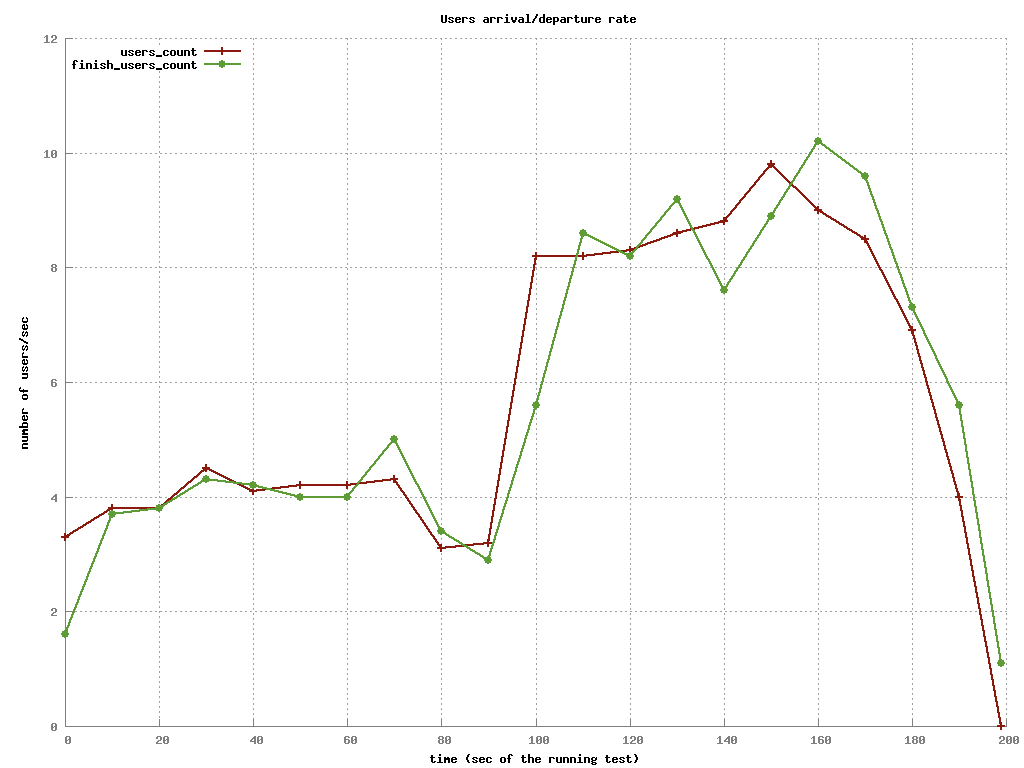 Users arrival/departure rate
users_count
finish_users_count
12
10
8
6
4
2
0
number of users/sec
0 20 40 60 80 100 120 140 160 180 200
time (sec of the running test)